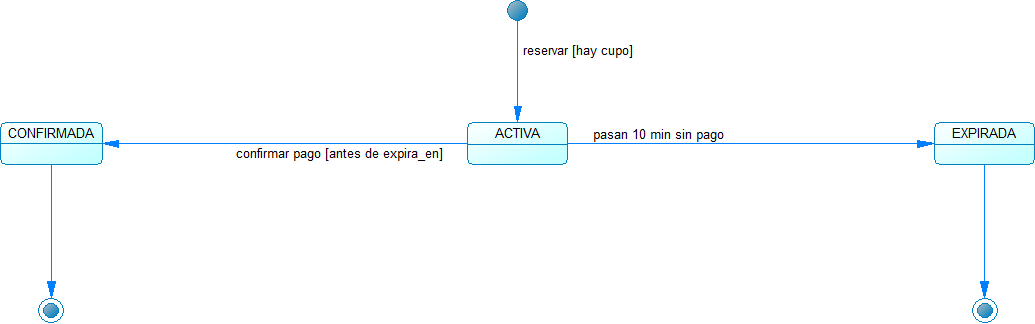 reservar [hay cupo]
CONFIRMADA
ACTIVA
EXPIRADA
pasan 10 min sin pago
confirmar pago [antes de expira_en]